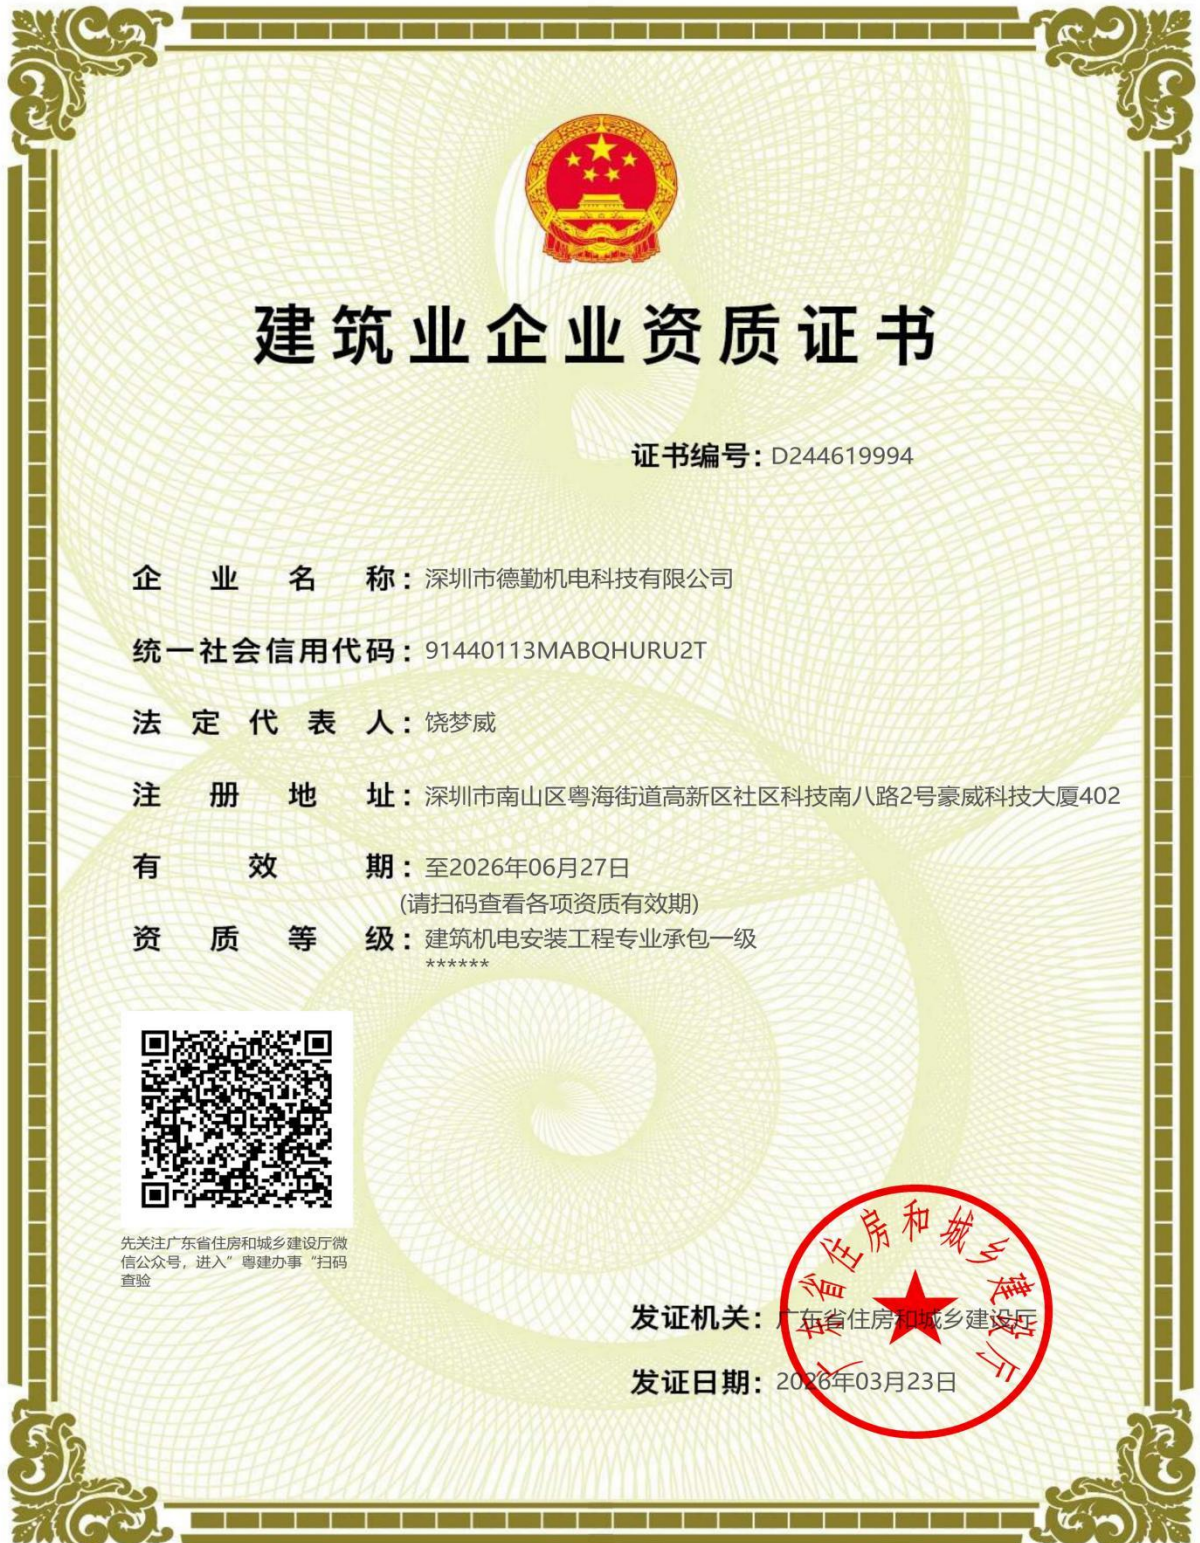 建筑业企业资质证书
证书编号：D244619994
企业名称：深圳市德勤机电科技有限公司
统一社会信用代码：91440113MABQHURU2T
法定代表人：饶梦威
注册地址：深圳市南山区粤海街道高新区社区科技南八路2号豪威科技大厦402
有效期：至2026年06月27日
(请扫码查看各项资质有效期)
资质等级：建筑机电安装工程专业承包一级
******
先关注广东省住房和城乡建设厅微
信公众号，进入”粤建办事“扫码
查验
广东省住房和城乡建设厅
发证机关：广东省住房和城乡建设厅
发证日期：2026年03月23日